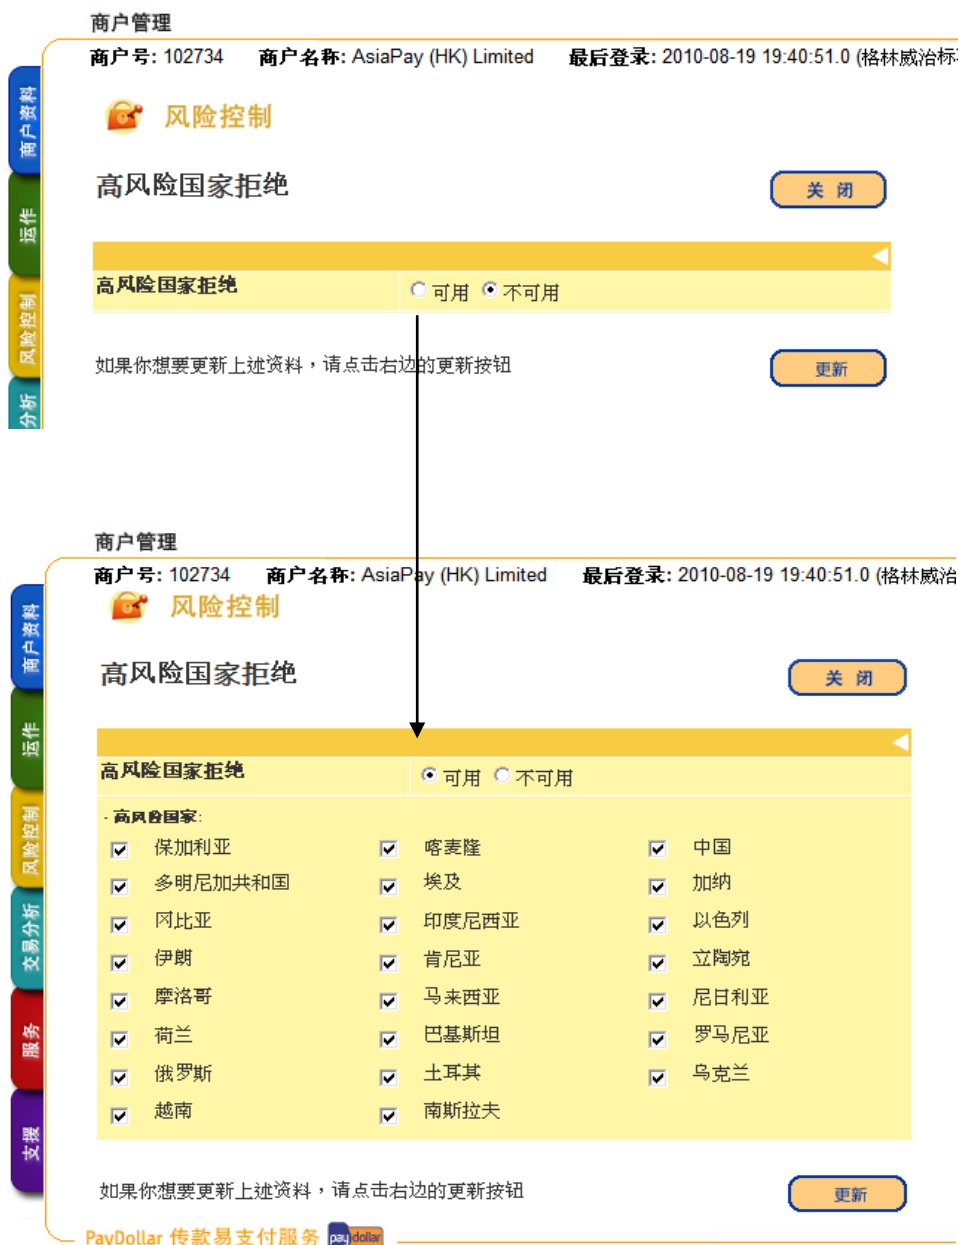 商户管理
商户号: 102734 商户名称: AsiaPay (HK) Limited 最后登录: 2010-08-19 19:40:51.0 (格林威治标
商户资料
运作
风险控制
分析
风险控制
高风险国家拒绝
关 闭
高风险国家拒绝 可用 不可用
如果你想要更新上述资料，请点击右边的更新按钮
更新
商户管理
商户号: 102734 商户名称: AsiaPay (HK) Limited 最后登录: 2010-08-19 19:40:51.0 (格林威治
商户资料
运作
风险控制
交易分析
服务
支援
风险控制
高风险国家拒绝
关 闭
高风险国家拒绝 可用 不可用
- 高风险国家:
保加利亚 喀麦隆 中国
多明尼加共和国 埃及 加纳
冈比亚 印度尼西亚 以色列
伊朗 肯尼亚 立陶宛
摩洛哥 马来西亚 尼日利亚
荷兰 巴基斯坦 罗马尼亚
俄罗斯 土耳其 乌克兰
越南 南斯拉夫
如果你想要更新上述资料，请点击右边的更新按钮
更新
PayDollar 传款易支付服务 paydollar